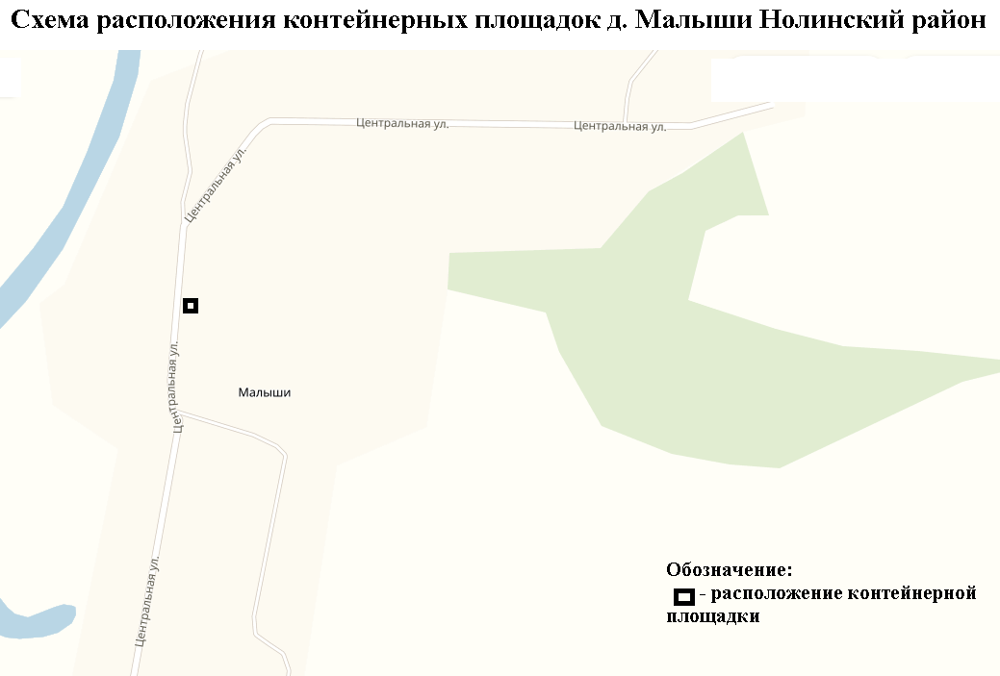 Схема расположения контейнерных площадок д. Малыши Нолинский район
Центральная ул.
Центральная ул.
Центральная ул.
Центральная ул.
Малыши
Центральная ул.
Обозначение:
- расположение контейнерной
площадки